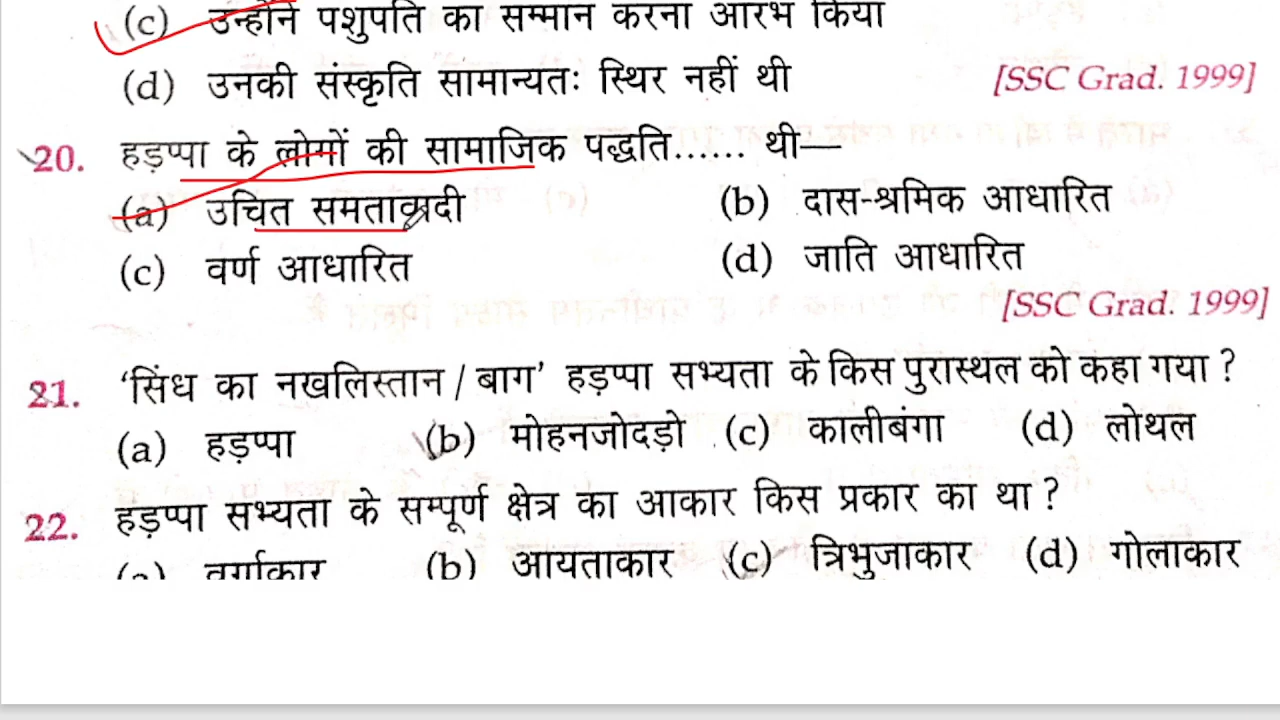 (c) उन्होंने पशुपति का सम्मान करना आरंभ किया
(d) उनकी संस्कृति सामान्यतः स्थिर नहीं थी [SSC Grad. 1999]
20. हड़प्पा के लोगों की सामाजिक पद्धति...... थी—
(a) उचित समतावादी (b) दास-श्रमिक आधारित
(c) वर्ण आधारित (d) जाति आधारित
[SSC Grad. 1999]
21. ‘सिंध का नखलिस्तान / बाग’ हड़प्पा सभ्यता के किस पुरास्थल को कहा गया ?
(a) हड़प्पा (b) मोहनजोदड़ो (c) कालीबंगा (d) लोथल
22. हड़प्पा सभ्यता के सम्पूर्ण क्षेत्र का आकार किस प्रकार का था ?
(a) वर्गाकार (b) आयताकार (c) त्रिभुजाकार (d) गोलाकार